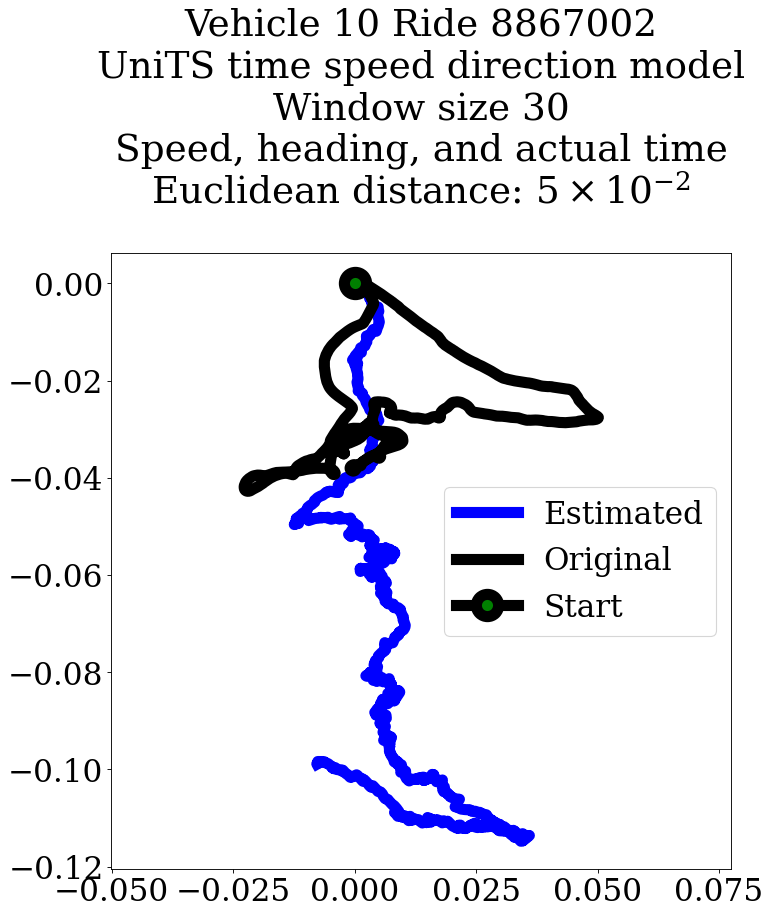 Vehicle 10 Ride 8867002
UniTS time speed direction model
Window size 30
Speed, heading, and actual time
Euclidean distance: 5 × 10⁻²
0.00
−0.02
−0.04
−0.06
−0.08
−0.10
−0.12
Estimated
Original
Start
−0.050 −0.025 0.000 0.025 0.050 0.075